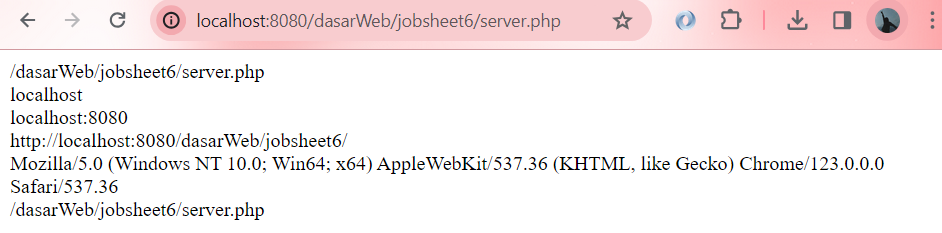 localhost:8080/dasarWeb/jobsheet6/server.php
/dasarWeb/jobsheet6/server.php
localhost
localhost:8080
http://localhost:8080/dasarWeb/jobsheet6/
Mozilla/5.0 (Windows NT 10.0; Win64; x64) AppleWebKit/537.36 (KHTML, like Gecko) Chrome/123.0.0.0
Safari/537.36
/dasarWeb/jobsheet6/server.php